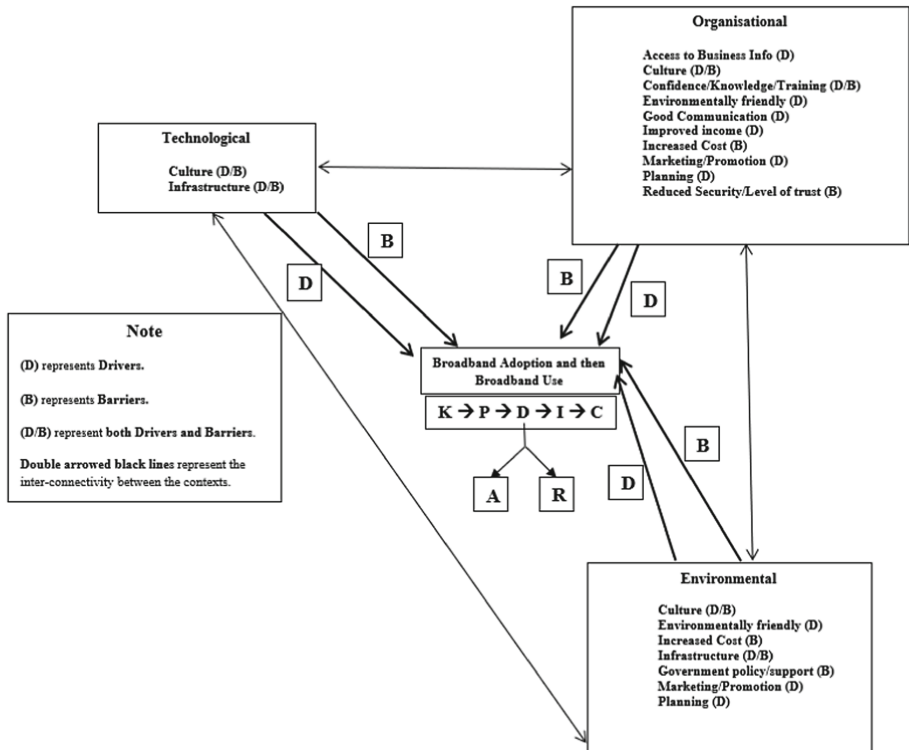 Organisational
Access to Business Info (D)
Culture (D/B)
Confidence/Knowledge/Training (D/B)
Environmentally friendly (D)
Good Communication (D)
Improved income (D)
Increased Cost (B)
Marketing/Promotion (D)
Planning (D)
Reduced Security/Level of trust (B)
Technological
Culture (D/B)
Infrastructure (D/B)
B
D
B
D
Note
(D) represents Drivers.
(B) represents Barriers.
(D/B) represent both Drivers and Barriers.
Double arrowed black lines represent the
inter-connectivity between the contexts.
Broadband Adoption and then
Broadband Use
K → P → D → I → C
A
R
B
D
Environmental
Culture (D/B)
Environmentally friendly (D)
Increased Cost (B)
Infrastructure (D/B)
Government policy/support (B)
Marketing/Promotion (D)
Planning (D)